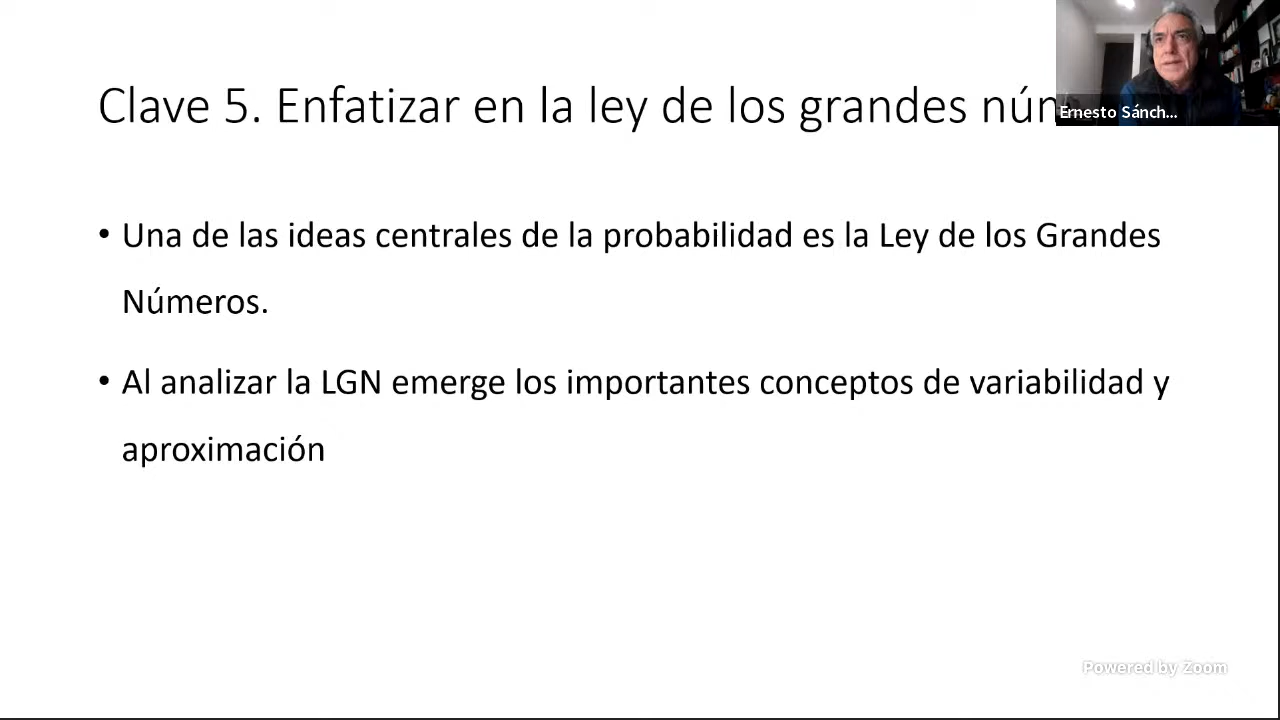 Clave 5. Enfatizar en la ley de los grandes
Ernesto Sánch...
• Una de las ideas centrales de la probabilidad es la Ley de los Grandes
Números.
• Al analizar la LGN emerge los importantes conceptos de variabilidad y
aproximación
Powered by Zoom